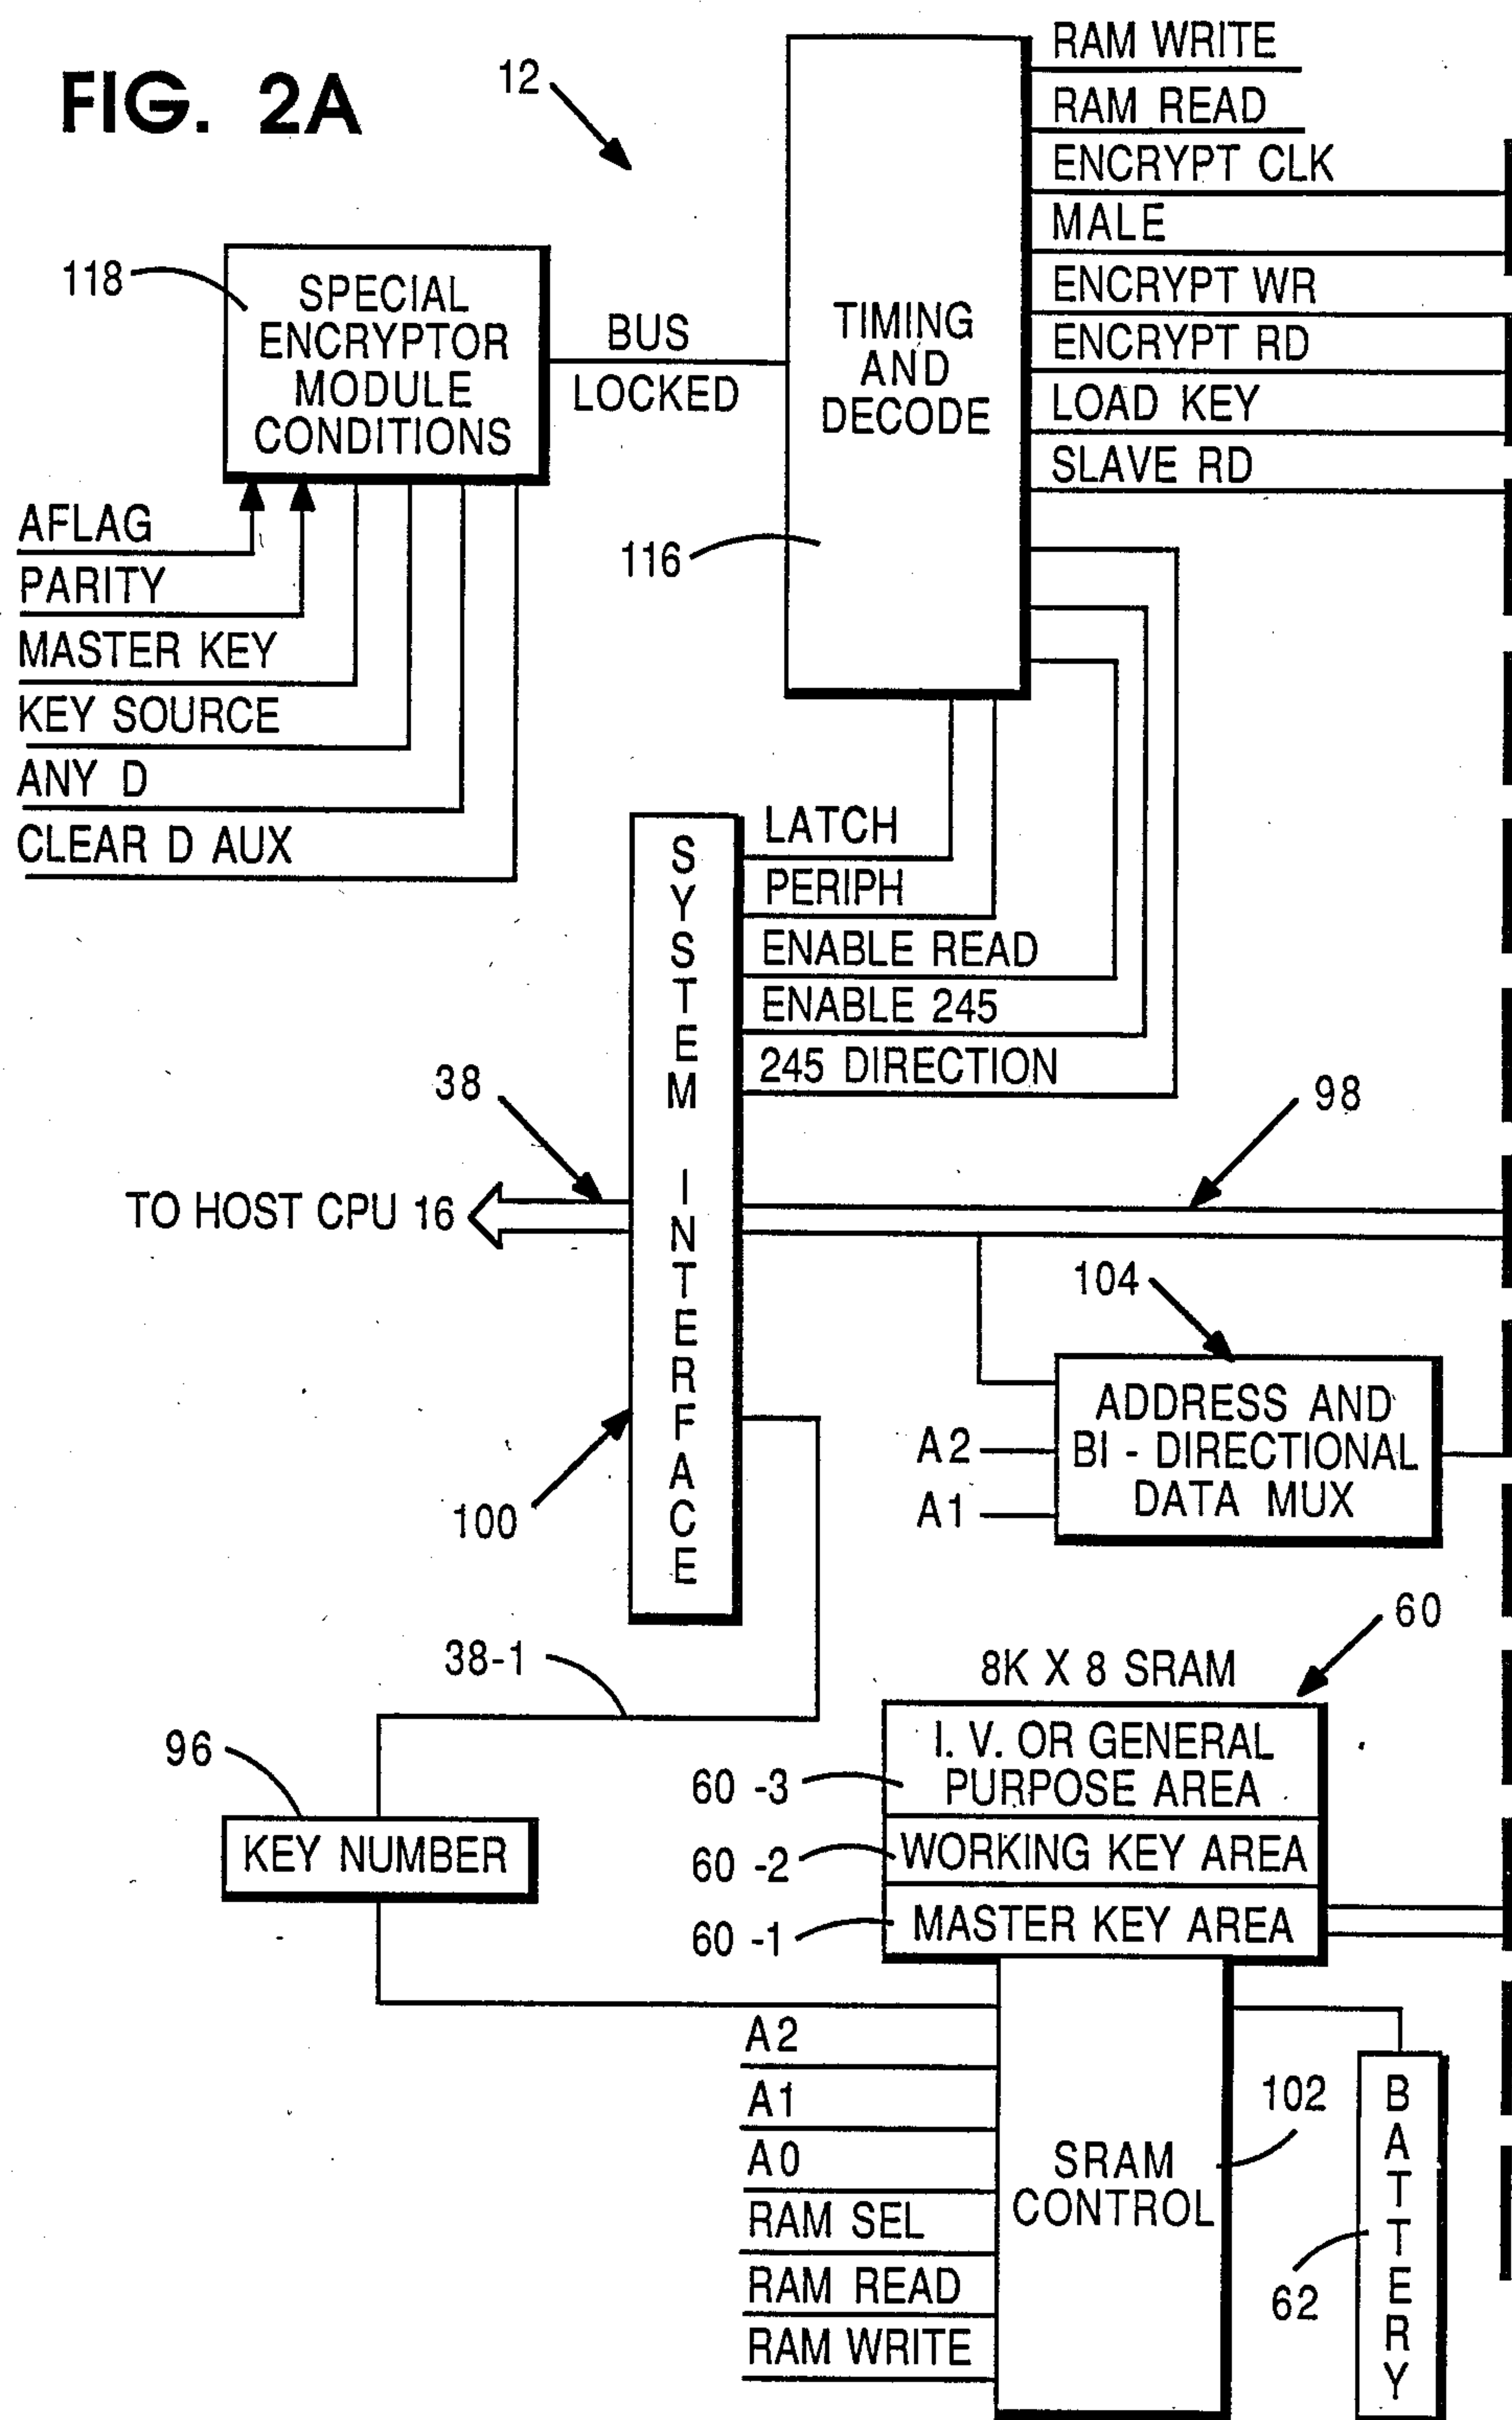 FIG. 2A
12
RAM WRITE
RAM READ
ENCRYPT CLK
MALE
ENCRYPT WR
ENCRYPT RD
LOAD KEY
SLAVE RD
118
SPECIAL
ENCRYPTOR
MODULE
CONDITIONS
BUS
LOCKED
TIMING
AND
DECODE
116
AFLAG
PARITY
MASTER KEY
KEY SOURCE
ANY D
CLEAR D AUX
SYSTEM INTERFACE
LATCH
PERIPH
ENABLE READ
ENABLE 245
245 DIRECTION
38
98
TO HOST CPU 16
104
ADDRESS AND
BI - DIRECTIONAL
DATA MUX
A2
A1
100
60
38-1
8K X 8 SRAM
96
I. V. OR GENERAL
PURPOSE AREA
60 -3
KEY NUMBER
60 -2
WORKING KEY AREA
60 -1
MASTER KEY AREA
A2
A1
A0
RAM SEL
RAM READ
RAM WRITE
SRAM
CONTROL
102
62
BATTERY